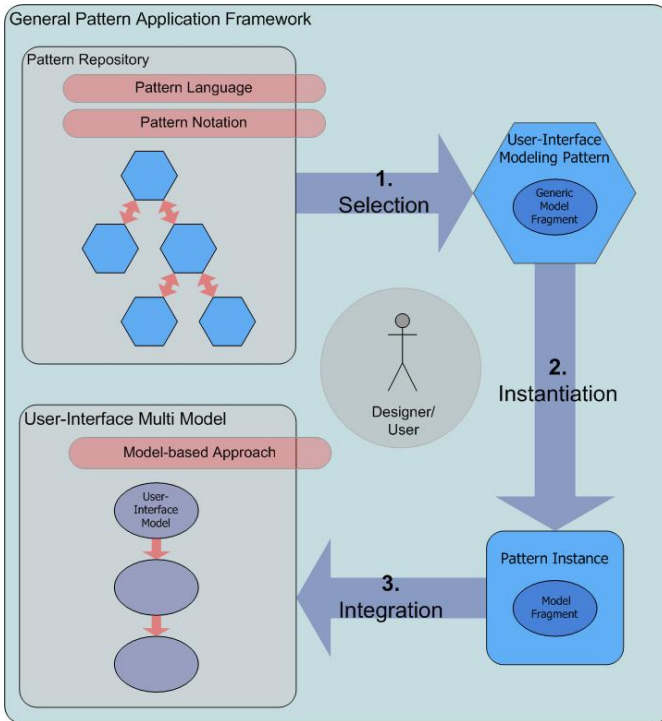 General Pattern Application Framework
Pattern Repository
Pattern Language
Pattern Notation
1.
Selection
User-Interface
Modeling Pattern
Generic
Model
Fragment
2.
Instantiation
Designer/
User
User-Interface Multi Model
Model-based Approach
User-
Interface
Model
3.
Integration
Pattern Instance
Model
Fragment